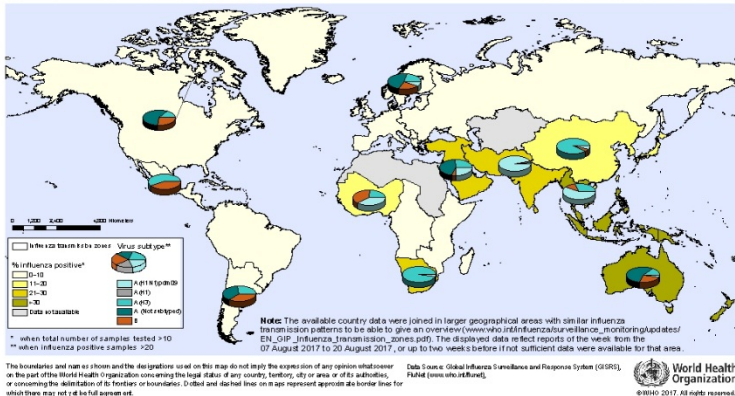 0 1,200 2,400 4,800 Kilometers
Influenza transmission zones
Virus subtype**
% influenza positive*
0-10
11-20
21-30
>30
Data not available
A(H1N1)pdm09
A(H1)
A(H3)
A (Not subtyped)
B
* when total number of samples tested >10
** when influenza positive samples >20
Note: The available country data were joined in larger geographical areas with similar influenza
transmission patterns to be able to give an overview (www.who.int/influenza/surveillance_monitoring/updates/
EN_GIP_Influenza_transmission_zones.pdf). The displayed data reflect reports of the week from the
07 August 2017 to 20 August 2017, or up to two weeks before if not sufficient data were available for that area.
The boundaries and names shown and the designations used on this map do not imply the expression of any opinion whatsoever
on the part of the World Health Organization concerning the legal status of any country, territory, city or area or of its authorities,
or concerning the delimitation of its frontiers or boundaries. Dotted and dashed lines on maps represent approximate border lines for
which there may not yet be full agreement.
Data Source: Global Influenza Surveillance and Response System (GISRS),
FluNet (www.who.int/flunet),
World Health
Organization
©WHO 2017. All rights reserved.